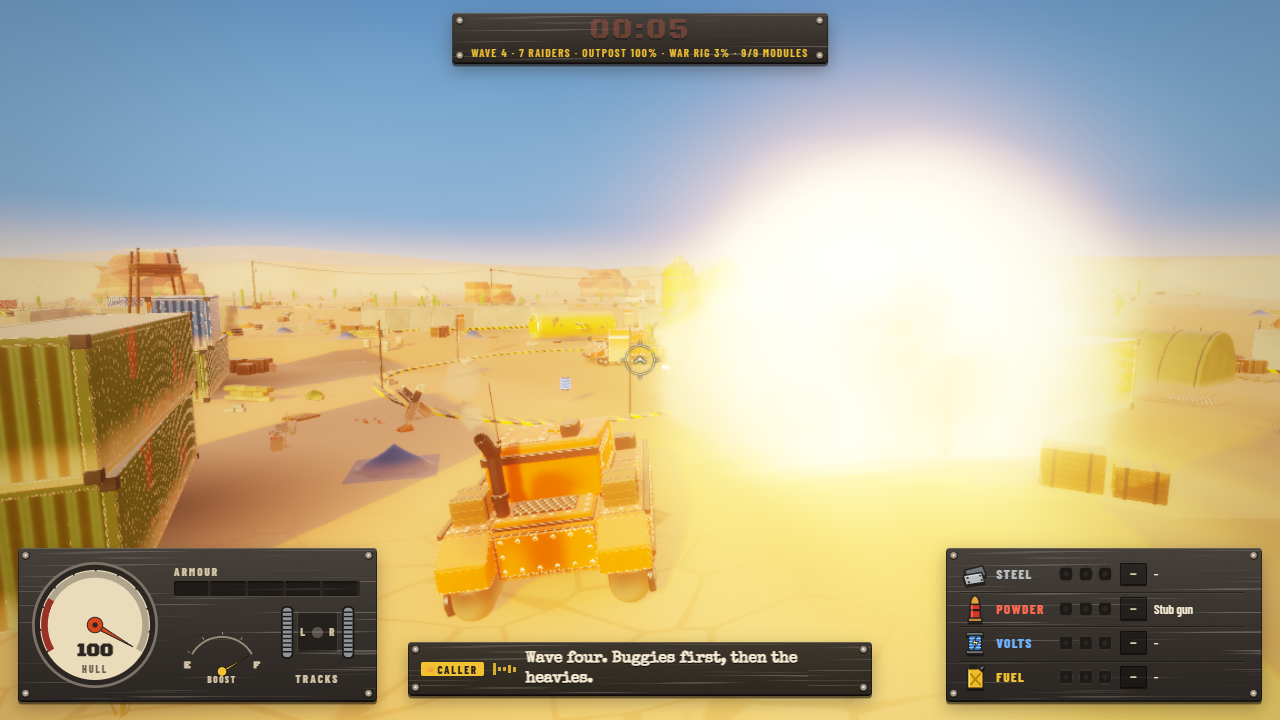 00:05
WAVE 4 · 7 RAIDERS · OUTPOST 100% · WAR RIG 3% · 9/9 MODULES
ARMOUR
100
HULL
E F
BOOST
L R
TRACKS
CALLER
Wave four. Buggies first, then the
heavies.
STEEL - -
POWDER - Stub gun
VOLTS - -
FUEL - -